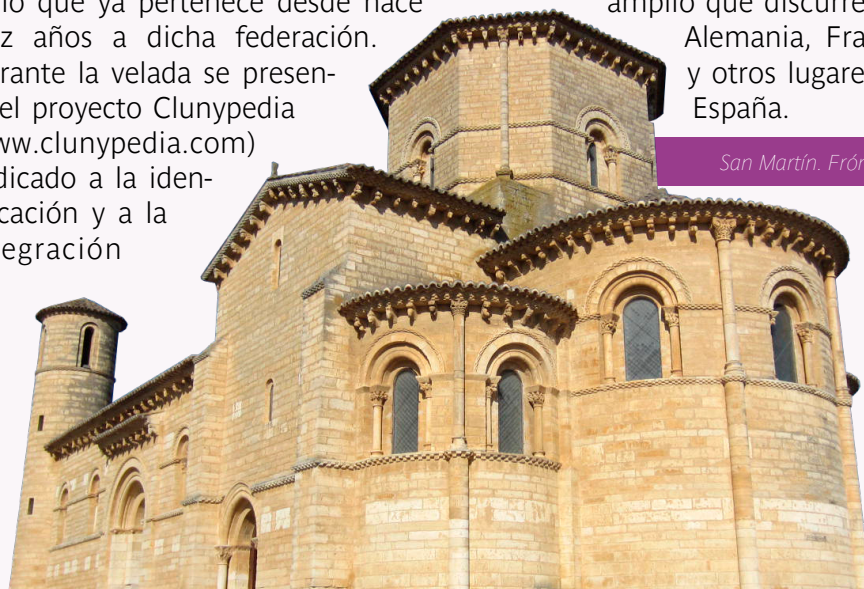 lo que ya pertenece desde hace
z años a dicha federación.
rante la velada se presen-
el proyecto Clunypedia
ww.clunypedia.com)
dicado a la iden-
cación y a la
egración
amplio que discurre
Alemania, Fra
y otros lugare
España.
San Martín. Frór